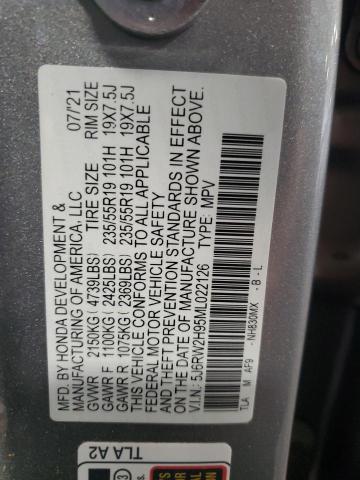 MFD. BY HONDA DEVELOPMENT &
MANUFACTURING OF AMERICA, LLC 07/'21
TIRE SIZE RIM SIZE
GVWR 2150KG ( 4739LBS)
GAWR F 1100KG ( 2425LBS) 235/55R19 101H 19X7.5J
GAWR R 1075KG ( 2369LBS) 235/55R19 101H 19X7.5J
THIS VEHICLE CONFORMS TO ALL APPLICABLE
FEDERAL MOTOR VEHICLE SAFETY
AND THEFT PREVENTION STANDARDS IN EFFECT
ON THE DATE OF MANUFACTURE SHOWN ABOVE.
V.I.N.: 5J6RW2H95ML022126 TYPE: MPV
TLA M AF9 - NH830MX - B - L
TLA A2